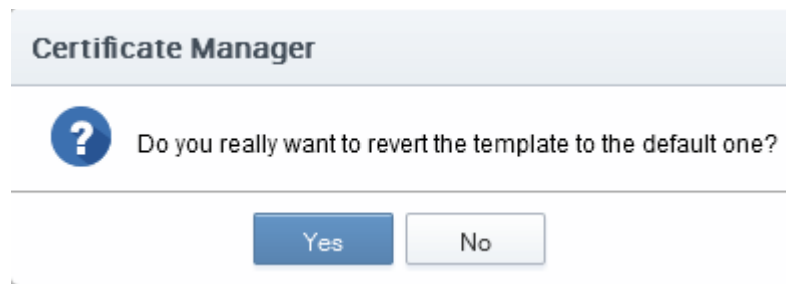 Certificate Manager
Do you really want to revert the template to the default one?
Yes No